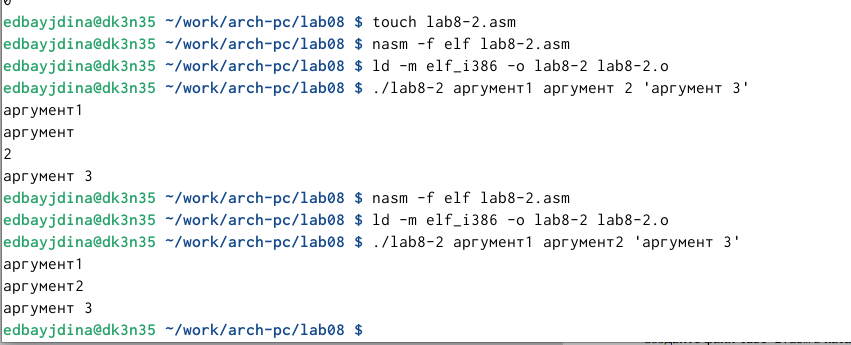 edbayjdina@dk3n35 ~/work/arch-pc/lab08 $ touch lab8-2.asm
edbayjdina@dk3n35 ~/work/arch-pc/lab08 $ nasm -f elf lab8-2.asm
edbayjdina@dk3n35 ~/work/arch-pc/lab08 $ ld -m elf_i386 -o lab8-2 lab8-2.o
edbayjdina@dk3n35 ~/work/arch-pc/lab08 $ ./lab8-2 аргумент1 аргумент 2 'аргумент 3'
аргумент1
аргумент
2
аргумент 3
edbayjdina@dk3n35 ~/work/arch-pc/lab08 $ nasm -f elf lab8-2.asm
edbayjdina@dk3n35 ~/work/arch-pc/lab08 $ ld -m elf_i386 -o lab8-2 lab8-2.o
edbayjdina@dk3n35 ~/work/arch-pc/lab08 $ ./lab8-2 аргумент1 аргумент2 'аргумент 3'
аргумент1
аргумент2
аргумент 3
edbayjdina@dk3n35 ~/work/arch-pc/lab08 $